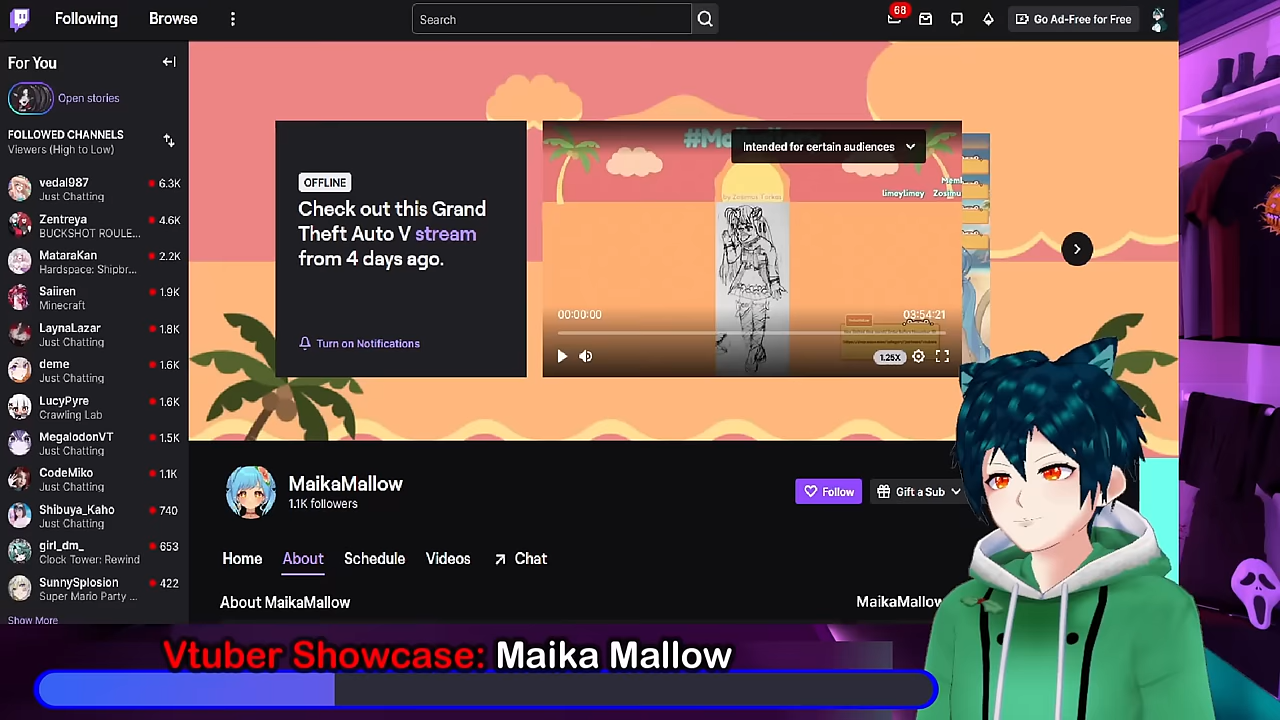 Following
Browse
Search
68
Go Ad-Free for Free
For You
Open stories
FOLLOWED CHANNELS
Viewers (High to Low)
vedal987
6.3K
Just Chatting
Zentreya
4.6K
BUCKSHOT ROULE...
MataraKan
2.2K
Hardspace: Shipbr...
Saiiren
1.9K
Minecraft
LaynaLazar
1.8K
Just Chatting
deme
1.6K
Just Chatting
LucyPyre
1.6K
Crawling Lab
MegalodonVT
1.5K
Just Chatting
CodeMiko
1.1K
Just Chatting
Shibuya_Kaho
740
Just Chatting
girl_dm_
653
Clock Tower: Rewind
SunnySplosion
422
Super Mario Party ...
Show More
OFFLINE
Check out this Grand
Theft Auto V stream
from 4 days ago.
Turn on Notifications
Intended for certain audiences
limeylimey
00:00:00
03:54:21
1.25X
MaikaMallow
1.1K followers
Follow
Gift a Sub
Home
About
Schedule
Videos
Chat
About MaikaMallow
MaikaMallow
Vtuber Showcase: Maika Mallow